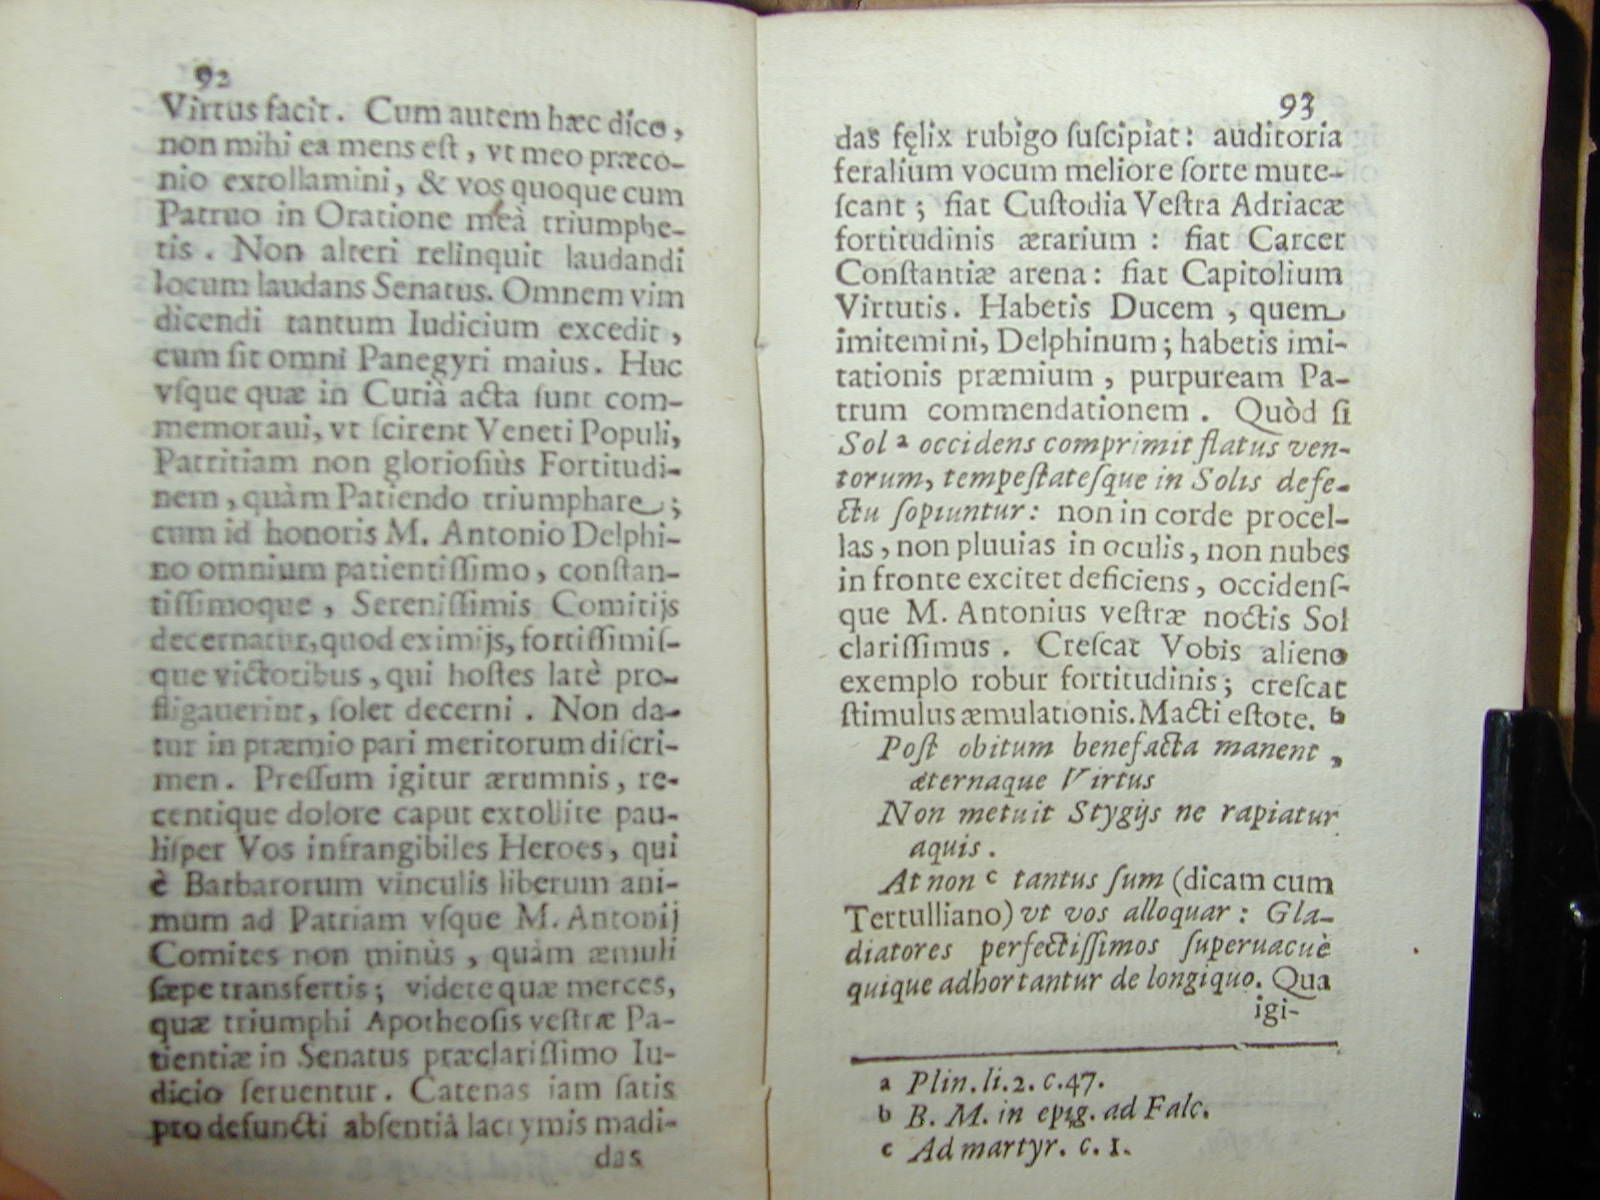 92
Virtus facit. Cum autem hæc dico,
non mihi ea mens est, vt meo præco-
nio extollamini, & vos quoque cum
Patruo in Oratione meà triumphe-
tis. Non alteri relinquit laudandi
locum laudans Senatus. Omnem vim
dicendi tantum Iudicium excedit,
cum sit omni Panegyri maius. Huc
vſque quæ in Curià acta ſunt com-
memoraui, vt ſcirent Veneti Populi,
Patritiam non glorioſiùs Fortitudi-
nem, quàm Patiendo triumphare;
cum id honoris M. Antonio Delphi-
no omnium patientiſſimo, conſtan-
tiſſimoque, Sereniſſimis Comitijs
decernatur, quod eximijs, fortiſſimiſ-
que victoribus, qui hoſtes latè pro-
fligauerint, ſolet decerni. Non da-
tur in præmio pari meritorum diſcri-
men. Preſſum igitur ærumnis, re-
centique dolore caput extollite pau-
liſper Vos infrangibiles Heroes, qui
è Barbarorum vinculis liberum ani-
mum ad Patriam vſque M. Antonij
Comites non minùs, quàm æmuli
ſæpe transfertis; videte quæ merces,
quæ triumphi Apotheoſis veſtræ Pa-
tientiæ in Senatus præclariſſimo Iu-
dicio ſeruentur. Catenas iam ſatis
pro defuncti abſentiâ lacrymis madi-
das
93
das fęlix rubigo ſuſcipiat: auditoria
feralium vocum meliore ſorte mute-
ſcant; fiat Cuſtodia Veſtra Adriacæ
fortitudinis ærarium: fiat Carcer
Conſtantiæ arena: fiat Capitolium
Virtutis. Habetis Ducem, quem
imitemini, Delphinum; habetis imi-
tationis præmium, purpuream Pa-
trum commendationem. Quòd ſi
Sol a occidens comprimit flatus ven-
torum, tempeſtateſque in Solis defe-
ctu ſopiuntur: non in corde procel-
las, non pluuias in oculis, non nubes
in fronte excitet deficiens, occidenſ-
que M. Antonius veſtræ noctis Sol
clariſſimus. Creſcat Vobis alieno
exemplo robur fortitudinis; creſcat
ſtimulus æmulationis. Macti eſtote. b
Poſt obitum benefacta manent,
æternaque Virtus
Non metuit Stygijs ne rapiatur
aquis.
At non c tantus ſum (dicam cum
Tertulliano) vt vos alloquar: Gla-
diatores perfectiſſimos ſuperuacuè
quique adhortantur de longiquo. Qua
igi-
a Plin. li. 2. c. 47.
b B. M. in epig. ad Falc.
c Ad martyr. c. 1.